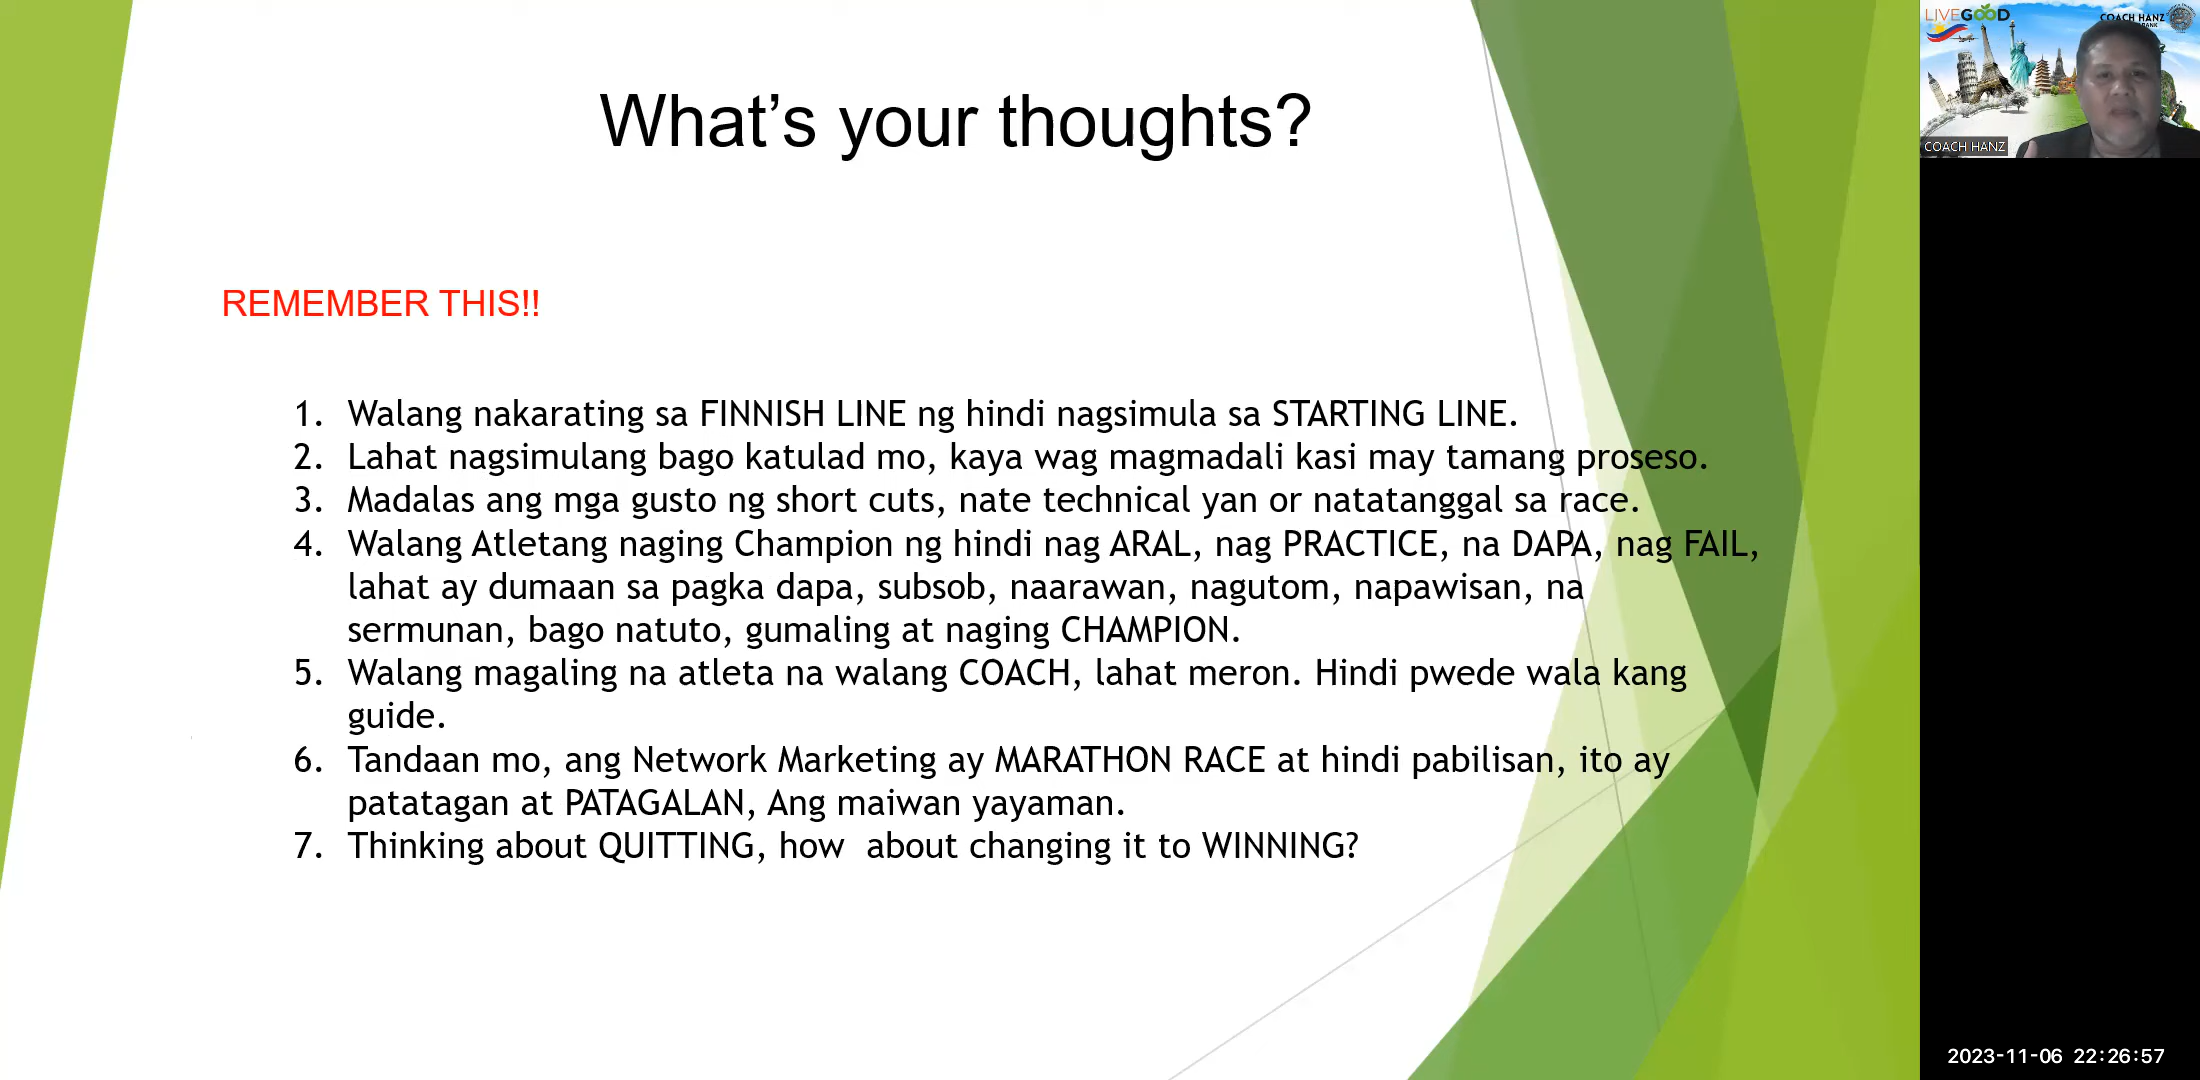 What's your thoughts?
REMEMBER THIS!!
1. Walang nakarating sa FINNISH LINE ng hindi nagsimula sa STARTING LINE.
2. Lahat nagsimulang bago katulad mo, kaya wag magmadali kasi may tamang proseso.
3. Madalas ang mga gusto ng short cuts, nate technical yan or natatanggal sa race.
4. Walang Atletang naging Champion ng hindi nag ARAL, nag PRACTICE, na DAPA, nag FAIL,
lahat ay dumaan sa pagka dapa, subsob, naarawan, nagutom, napawisan, na
sermunan, bago natuto, gumaling at naging CHAMPION.
5. Walang magaling na atleta na walang COACH, lahat meron. Hindi pwede wala kang
guide.
6. Tandaan mo, ang Network Marketing ay MARATHON RACE at hindi pabilisan, ito ay
patatagan at PATAGALAN, Ang maiwan yayaman.
7. Thinking about QUITTING, how  about changing it to WINNING?
LIVEGOOD
COACH HANZ
COACH HANZ
2023-11-06 22:26:57